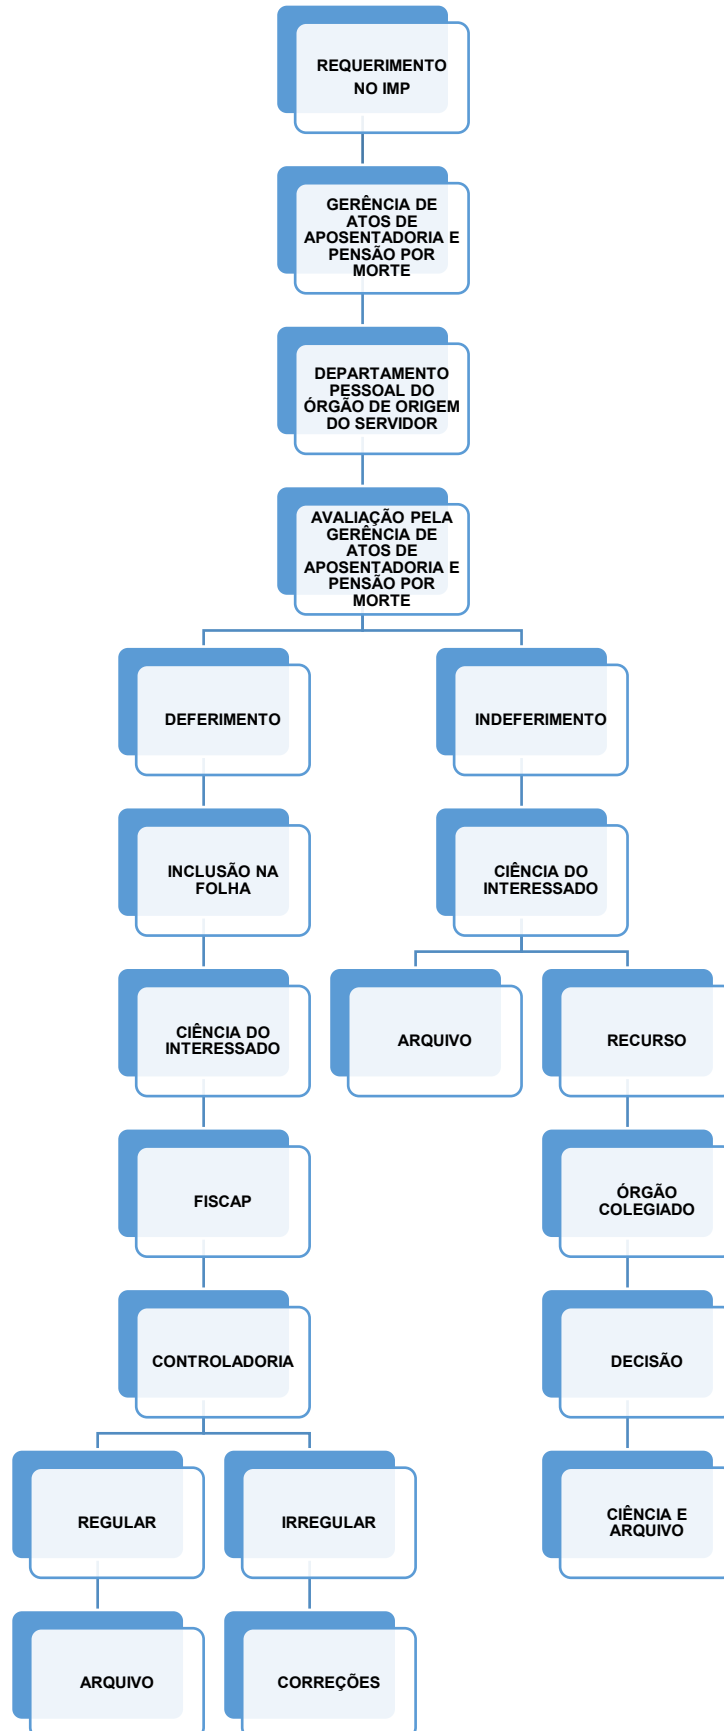 REQUERIMENTO
NO IMP
GERÊNCIA DE
ATOS DE
APOSENTADORIA E
PENSÃO POR
MORTE
DEPARTAMENTO
PESSOAL DO
ÓRGÃO DE ORIGEM
DO SERVIDOR
AVALIAÇÃO PELA
GERÊNCIA DE
ATOS DE
APOSENTADORIA E
PENSÃO POR
MORTE
DEFERIMENTO
INDEFERIMENTO
INCLUSÃO NA
FOLHA
CIÊNCIA DO
INTERESSADO
CIÊNCIA DO
INTERESSADO
ARQUIVO
RECURSO
FISCAP
ÓRGÃO
COLEGIADO
CONTROLADORIA
DECISÃO
REGULAR
IRREGULAR
CIÊNCIA E
ARQUIVO
ARQUIVO
CORREÇÕES